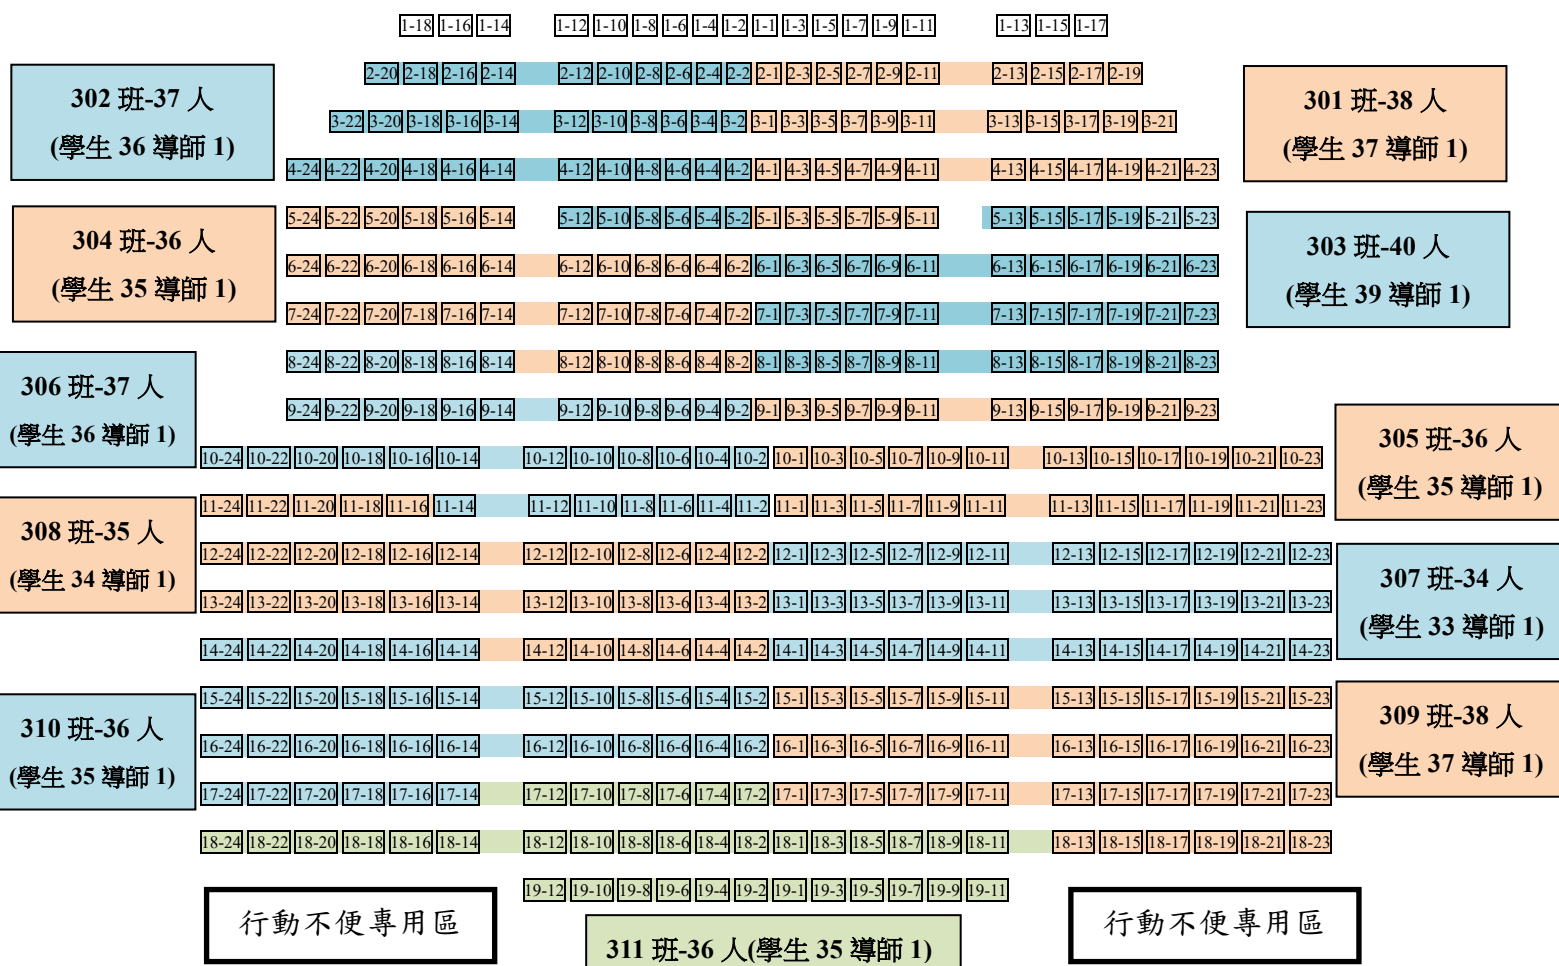 1-18 1-16 1-14 1-12 1-10 1-8 1-6 1-4 1-2 1-1 1-3 1-5 1-7 1-9 1-11 1-13 1-15 1-17
2-20 2-18 2-16 2-14 2-12 2-10 2-8 2-6 2-4 2-2 2-1 2-3 2-5 2-7 2-9 2-11 2-13 2-15 2-17 2-19
302 班-37 人
(學生 36 導師 1)
301 班-38 人
(學生 37 導師 1)
3-22 3-20 3-18 3-16 3-14 3-12 3-10 3-8 3-6 3-4 3-2 3-1 3-3 3-5 3-7 3-9 3-11 3-13 3-15 3-17 3-19 3-21
4-24 4-22 4-20 4-18 4-16 4-14 4-12 4-10 4-8 4-6 4-4 4-2 4-1 4-3 4-5 4-7 4-9 4-11 4-13 4-15 4-17 4-19 4-21 4-23
5-24 5-22 5-20 5-18 5-16 5-14 5-12 5-10 5-8 5-6 5-4 5-2 5-1 5-3 5-5 5-7 5-9 5-11 5-13 5-15 5-17 5-19 5-21 5-23
304 班-36 人
(學生 35 導師 1)
303 班-40 人
(學生 39 導師 1)
6-24 6-22 6-20 6-18 6-16 6-14 6-12 6-10 6-8 6-6 6-4 6-2 6-1 6-3 6-5 6-7 6-9 6-11 6-13 6-15 6-17 6-19 6-21 6-23
7-24 7-22 7-20 7-18 7-16 7-14 7-12 7-10 7-8 7-6 7-4 7-2 7-1 7-3 7-5 7-7 7-9 7-11 7-13 7-15 7-17 7-19 7-21 7-23
8-24 8-22 8-20 8-18 8-16 8-14 8-12 8-10 8-8 8-6 8-4 8-2 8-1 8-3 8-5 8-7 8-9 8-11 8-13 8-15 8-17 8-19 8-21 8-23
306 班-37 人
(學生 36 導師 1)
9-24 9-22 9-20 9-18 9-16 9-14 9-12 9-10 9-8 9-6 9-4 9-2 9-1 9-3 9-5 9-7 9-9 9-11 9-13 9-15 9-17 9-19 9-21 9-23
305 班-36 人
(學生 35 導師 1)
10-24 10-22 10-20 10-18 10-16 10-14 10-12 10-10 10-8 10-6 10-4 10-2 10-1 10-3 10-5 10-7 10-9 10-11 10-13 10-15 10-17 10-19 10-21 10-23
11-24 11-22 11-20 11-18 11-16 11-14 11-12 11-10 11-8 11-6 11-4 11-2 11-1 11-3 11-5 11-7 11-9 11-11 11-13 11-15 11-17 11-19 11-21 11-23
308 班-35 人
(學生 34 導師 1)
12-24 12-22 12-20 12-18 12-16 12-14 12-12 12-10 12-8 12-6 12-4 12-2 12-1 12-3 12-5 12-7 12-9 12-11 12-13 12-15 12-17 12-19 12-21 12-23
307 班-34 人
(學生 33 導師 1)
13-24 13-22 13-20 13-18 13-16 13-14 13-12 13-10 13-8 13-6 13-4 13-2 13-1 13-3 13-5 13-7 13-9 13-11 13-13 13-15 13-17 13-19 13-21 13-23
14-24 14-22 14-20 14-18 14-16 14-14 14-12 14-10 14-8 14-6 14-4 14-2 14-1 14-3 14-5 14-7 14-9 14-11 14-13 14-15 14-17 14-19 14-21 14-23
15-24 15-22 15-20 15-18 15-16 15-14 15-12 15-10 15-8 15-6 15-4 15-2 15-1 15-3 15-5 15-7 15-9 15-11 15-13 15-15 15-17 15-19 15-21 15-23
310 班-36 人
(學生 35 導師 1)
309 班-38 人
(學生 37 導師 1)
16-24 16-22 16-20 16-18 16-16 16-14 16-12 16-10 16-8 16-6 16-4 16-2 16-1 16-3 16-5 16-7 16-9 16-11 16-13 16-15 16-17 16-19 16-21 16-23
17-24 17-22 17-20 17-18 17-16 17-14 17-12 17-10 17-8 17-6 17-4 17-2 17-1 17-3 17-5 17-7 17-9 17-11 17-13 17-15 17-17 17-19 17-21 17-23
18-24 18-22 18-20 18-18 18-16 18-14 18-12 18-10 18-8 18-6 18-4 18-2 18-1 18-3 18-5 18-7 18-9 18-11 18-13 18-15 18-17 18-19 18-21 18-23
19-12 19-10 19-8 19-6 19-4 19-2 19-1 19-3 19-5 19-7 19-9 19-11
行動不便專用區
行動不便專用區
311 班-36 人(學生 35 導師 1)